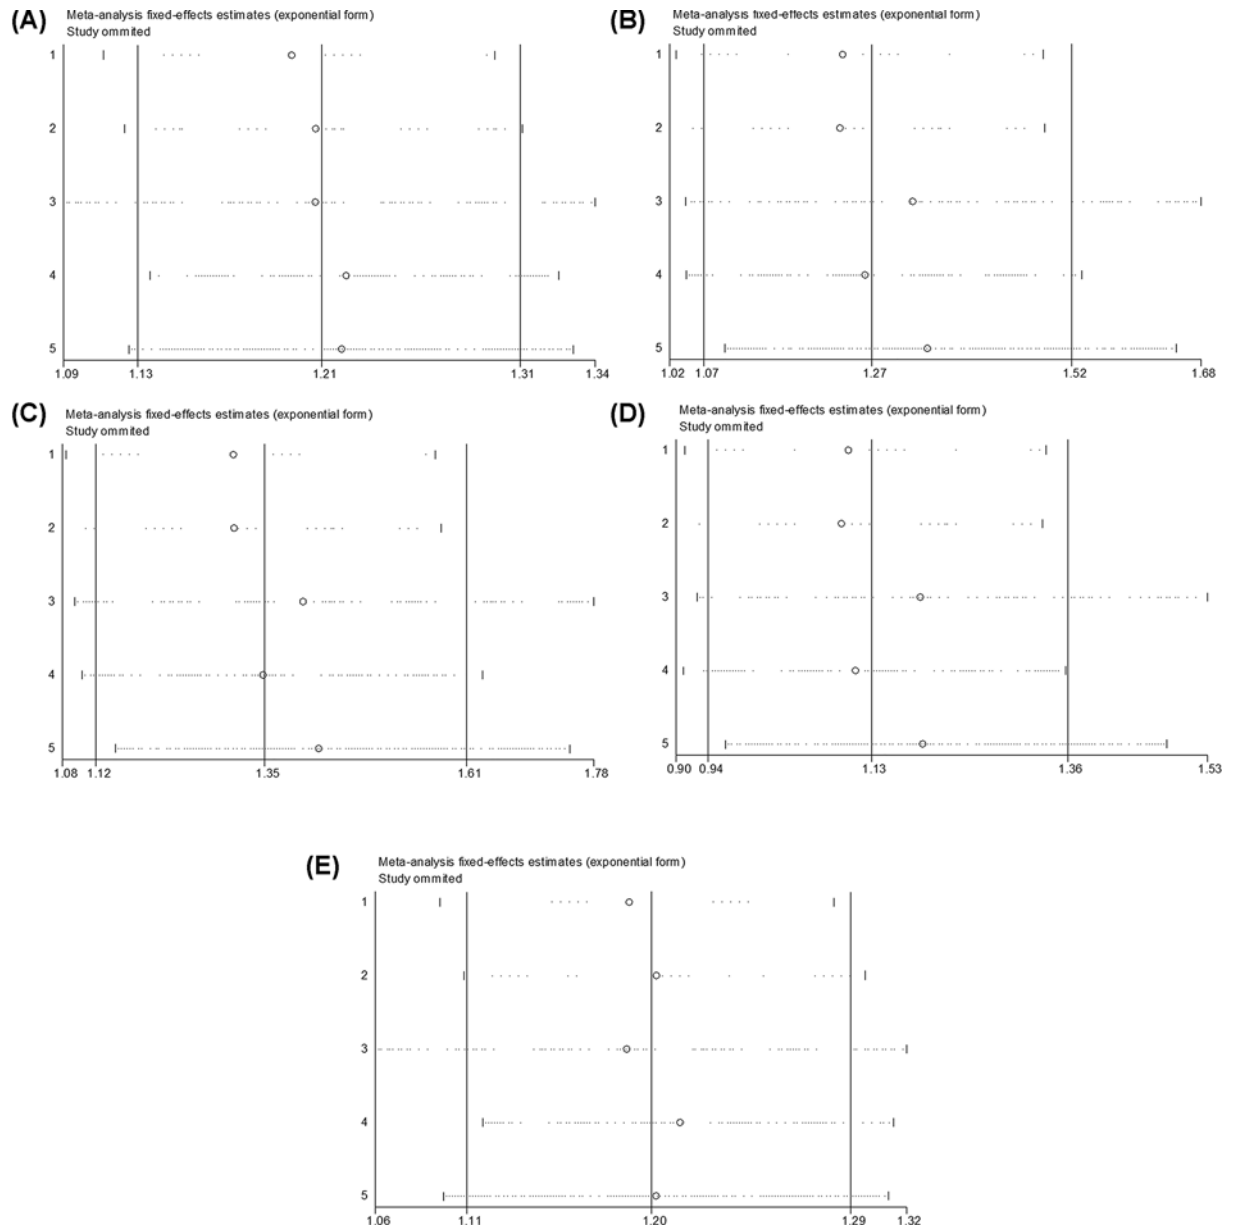 (A)
Meta-analysis fixed-effects estimates (exponential form)
Study ommited
1
2
3
4
5
1.09 1.13 1.21 1.31 1.34
(B)
Meta-analysis fixed-effects estimates (exponential form)
Study ommited
1
2
3
4
5
1.02 1.07 1.27 1.52 1.68
(C)
Meta-analysis fixed-effects estimates (exponential form)
Study ommited
1
2
3
4
5
1.08 1.12 1.35 1.61 1.78
(D)
Meta-analysis fixed-effects estimates (exponential form)
Study ommited
1
2
3
4
5
0.90 0.94 1.13 1.36 1.53
(E)
Meta-analysis fixed-effects estimates (exponential form)
Study ommited
1
2
3
4
5
1.06 1.11 1.20 1.29 1.32